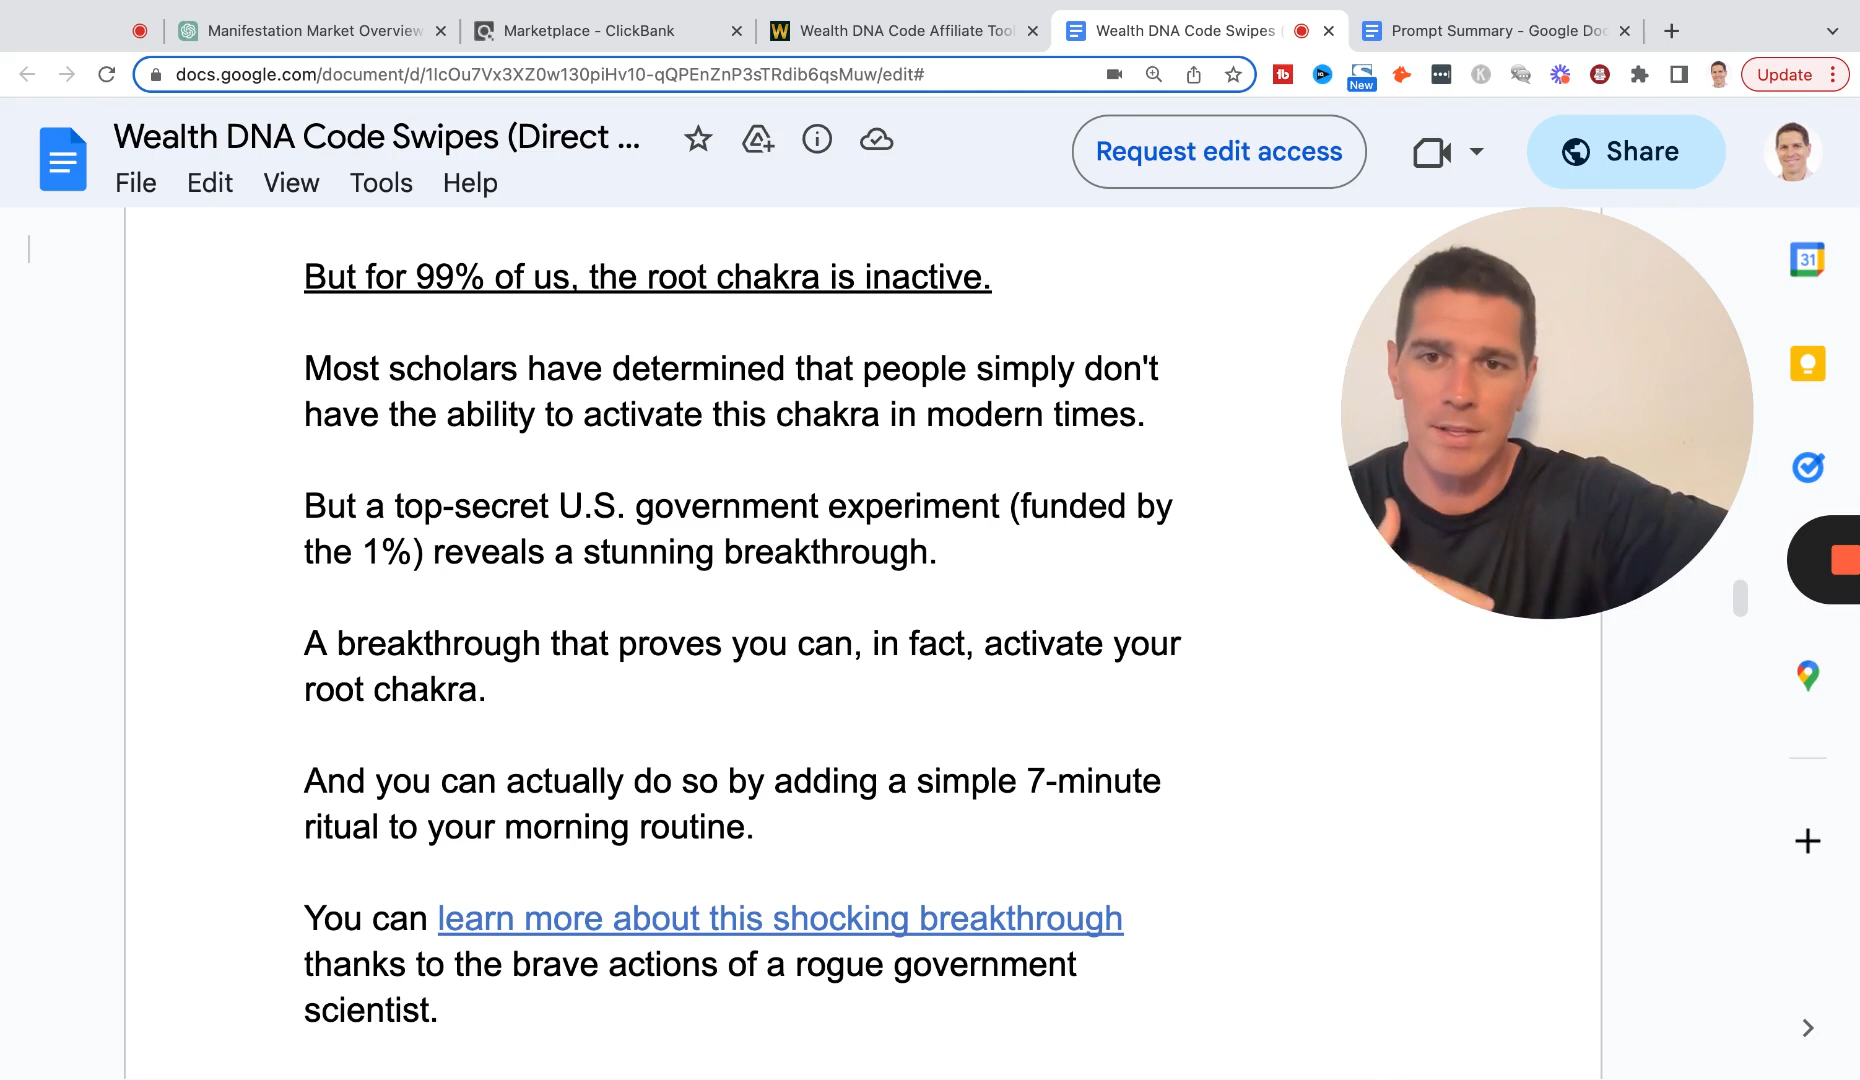 Manifestation Market Overview
Marketplace - ClickBank
Wealth DNA Code Affiliate Tool
Wealth DNA Code Swipes (
Prompt Summary - Google Doc
docs.google.com/document/d/1lcOu7Vx3XZ0w130piHv10-qQPEnZnP3sTRdib6qsMuw/edit#
New
Update
Wealth DNA Code Swipes (Direct ...
Request edit access
Share
File Edit View Tools Help
31
But for 99% of us, the root chakra is inactive.
Most scholars have determined that people simply don't
have the ability to activate this chakra in modern times.
But a top-secret U.S. government experiment (funded by
the 1%) reveals a stunning breakthrough.
A breakthrough that proves you can, in fact, activate your
root chakra.
And you can actually do so by adding a simple 7-minute
ritual to your morning routine.
You can learn more about this shocking breakthrough
thanks to the brave actions of a rogue government
scientist.